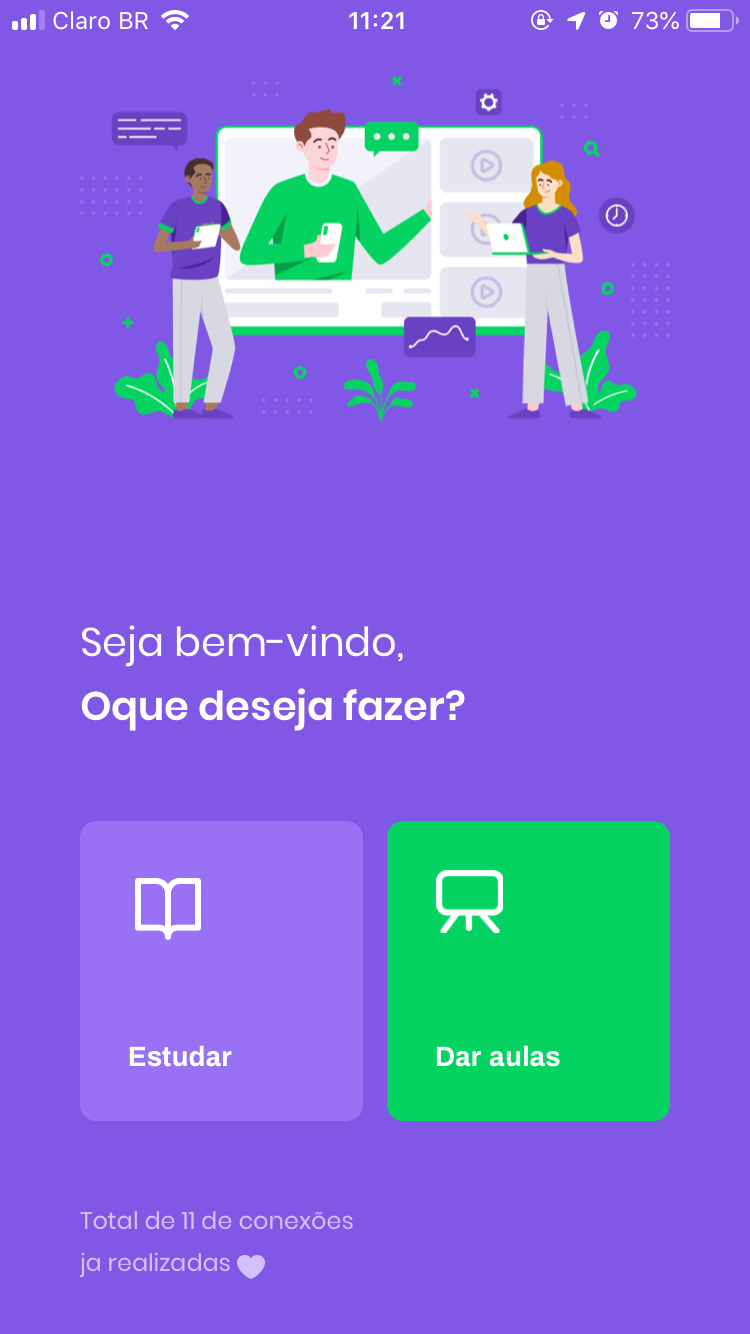 Claro BR 11:21 73%
Seja bem-vindo,
Oque deseja fazer?
Estudar Dar aulas
Total de 11 de conexões
ja realizadas